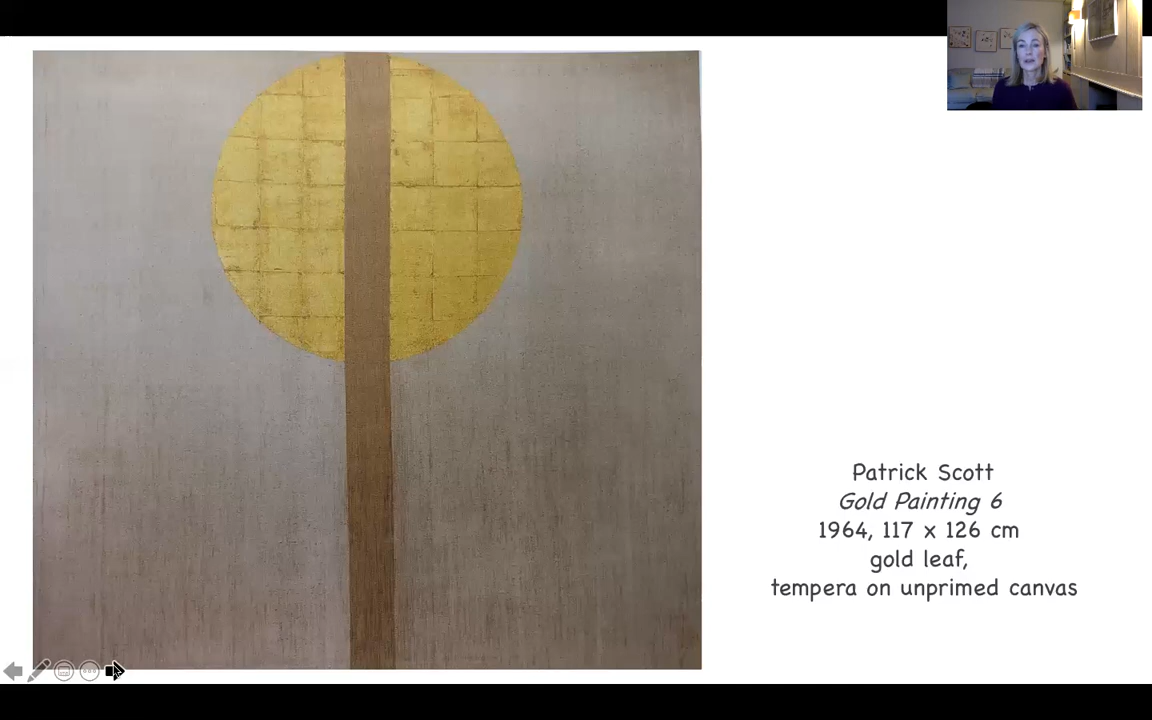 Patrick Scott
Gold Painting 6
1964, 117 x 126 cm
gold leaf,
tempera on unprimed canvas